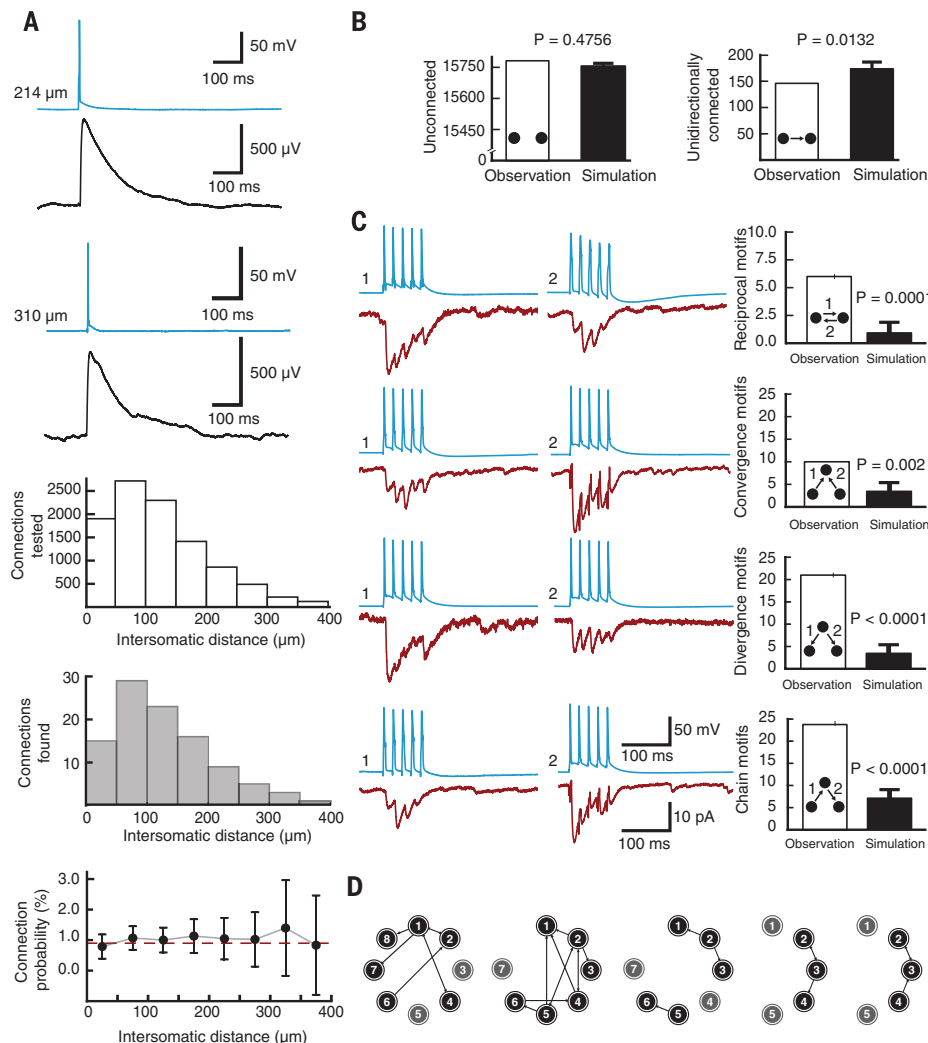 A
50 mV
100 ms
214 µm
500 µV
100 ms
50 mV
310 µm
100 ms
500 µV
100 ms
Connections
tested
2500
2000
1500
1000
500
0
100
200
300
400
Intersomatic distance (µm)
Connections
found
30
20
10
0
100
200
300
400
Intersomatic distance (µm)
Connection
probability (%)
3.0
2.0
1.0
0.0
0
100
200
300
400
Intersomatic distance (µm)
B
P = 0.4756
Unconnected
15750
15600
15450
0
Observation
Simulation
P = 0.0132
Unidirectionally
connected
200
150
100
50
Observation
Simulation
C
1
2
Reciprocal motifs
10.0
7.5
5.0
2.5
0.0
1
2
P = 0.0001
Observation
Simulation
1
2
Convergence motifs
25
20
15
10
5
0
1
2
P = 0.002
Observation
Simulation
1
2
Divergence motifs
25
20
15
10
5
0
1
2
P < 0.0001
Observation
Simulation
1
2
50 mV
100 ms
10 pA
100 ms
Chain motifs
25
20
15
10
5
0
1
2
P < 0.0001
Observation
Simulation
D
1
2
3
4
5
6
7
8
1
2
3
4
5
6
7
1
2
3
4
5
6
7
1
2
3
4
5
1
2
3
4
5